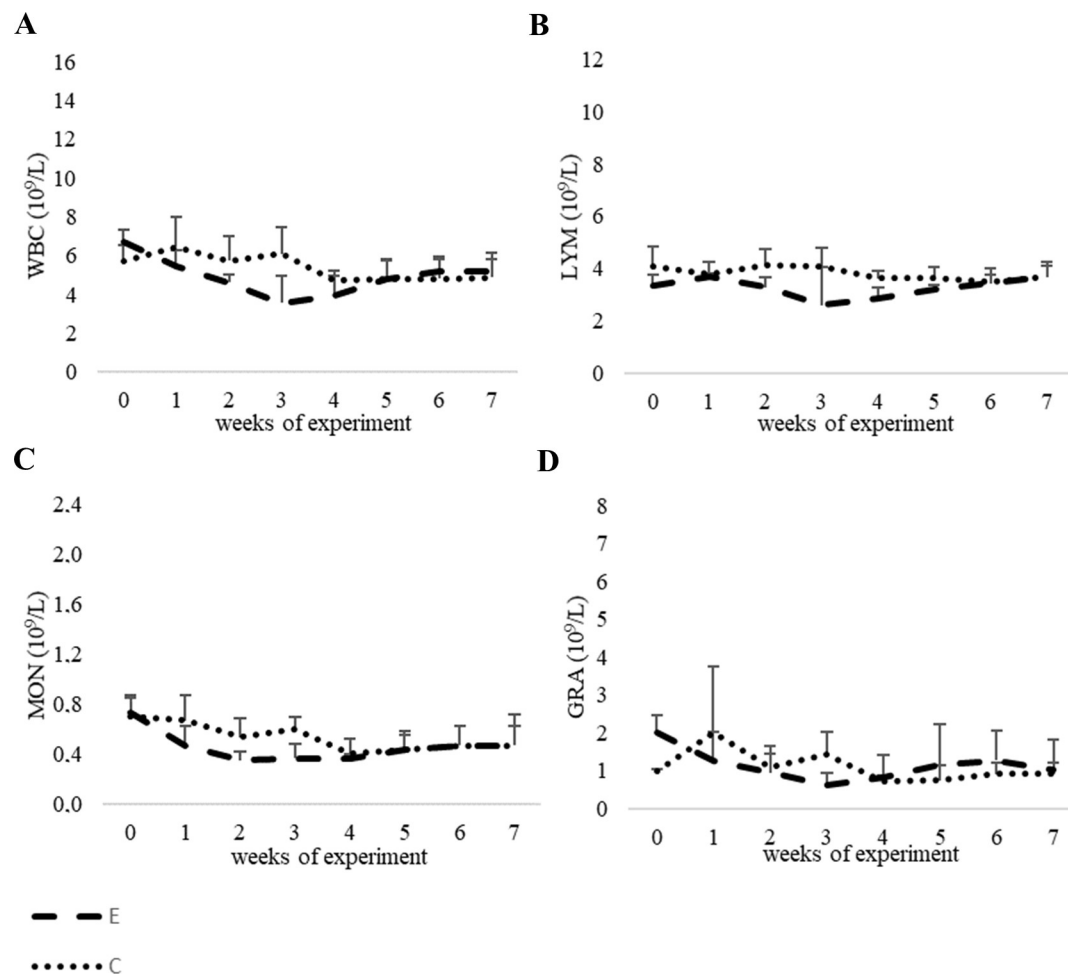 A
16
14
12
10
8
6
4
2
0
WBC (10⁹/L)
0 1 2 3 4 5 6 7
weeks of experiment
B
12
10
8
6
4
2
0
LYM (10⁹/L)
0 1 2 3 4 5 6 7
weeks of experiment
C
2.4
2.0
1.6
1.2
0.8
0.4
0.0
MON (10⁹/L)
0 1 2 3 4 5 6 7
weeks of experiment
D
8
7
6
5
4
3
2
1
0
GRA (10⁹/L)
0 1 2 3 4 5 6 7
weeks of experiment
E
C